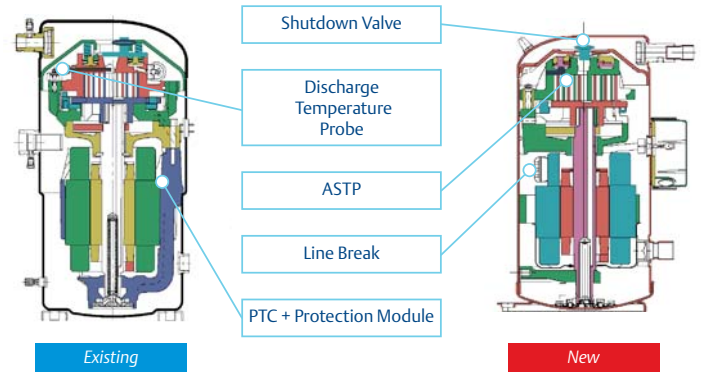 Shutdown Valve
Discharge
Temperature
Probe
ASTP
Line Break
PTC + Protection Module
Existing
New